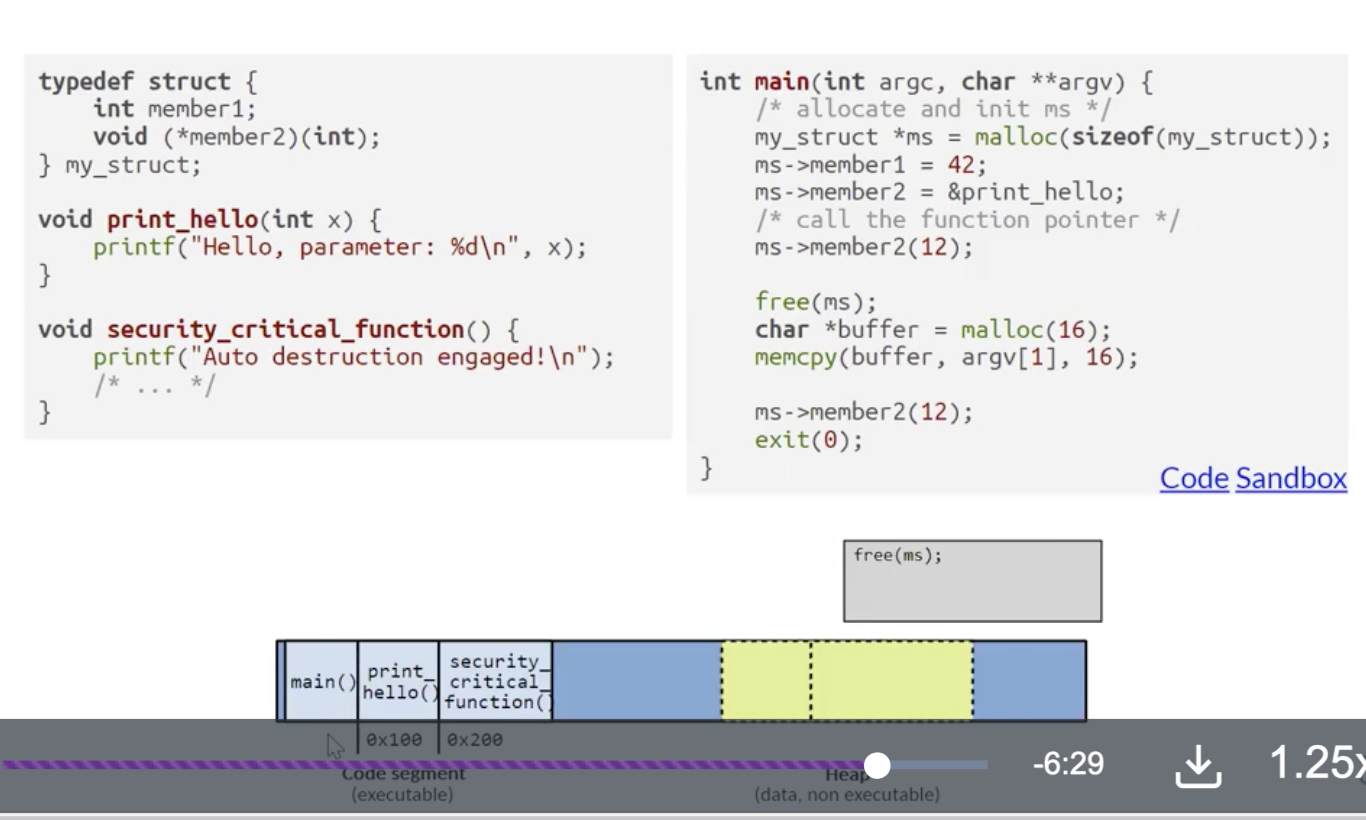 typedef struct {
    int member1;
    void (*member2)(int);
} my_struct;
void print_hello(int x) {
    printf("Hello, parameter: %d\n", x);
}
void security_critical_function() {
    printf("Auto destruction engaged!\n");
    /* ... */
}
int main(int argc, char **argv) {
    /* allocate and init ms */
    my_struct *ms = malloc(sizeof(my_struct));
    ms->member1 = 42;
    ms->member2 = &print_hello;
    /* call the function pointer */
    ms->member2(12);
    free(ms);
    char *buffer = malloc(16);
    memcpy(buffer, argv[1], 16);
    ms->member2(12);
    exit(0);
}
Code Sandbox
free(ms);
main()
print_
hello()
security_
critical_
function()
0x100
0x200
-6:29
1.25x
Code segment
(executable)
Heap
(data, non executable)